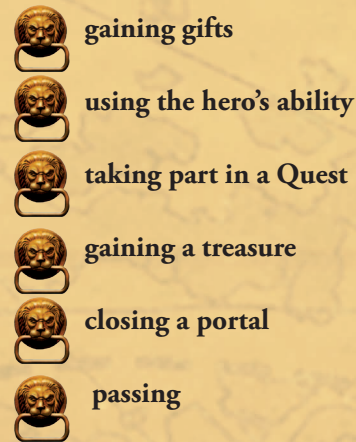 gaining gifts
using the hero’s ability
taking part in a Quest
gaining a treasure
closing a portal
passing